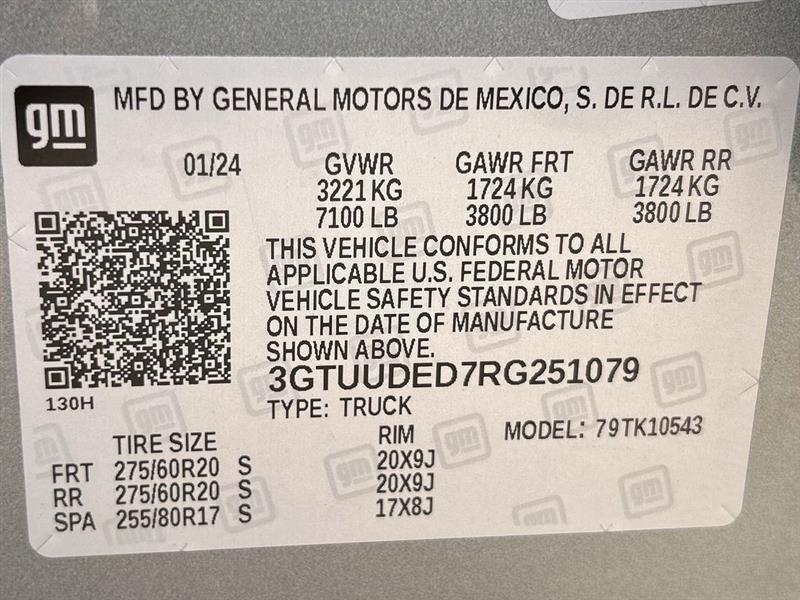 gm
MFD BY GENERAL MOTORS DE MEXICO, S. DE R.L. DE C.V.
01/24 GVWR GAWR FRT GAWR RR
3221 KG 1724 KG 1724 KG
7100 LB 3800 LB 3800 LB
THIS VEHICLE CONFORMS TO ALL
APPLICABLE U.S. FEDERAL MOTOR
VEHICLE SAFETY STANDARDS IN EFFECT
ON THE DATE OF MANUFACTURE
SHOWN ABOVE.
3GTUUDED7RG251079
130H
TYPE: TRUCK
MODEL: 79TK10543
TIRE SIZE RIM
FRT 275/60R20 S 20X9J
RR 275/60R20 S 20X9J
SPA 255/80R17 S 17X8J